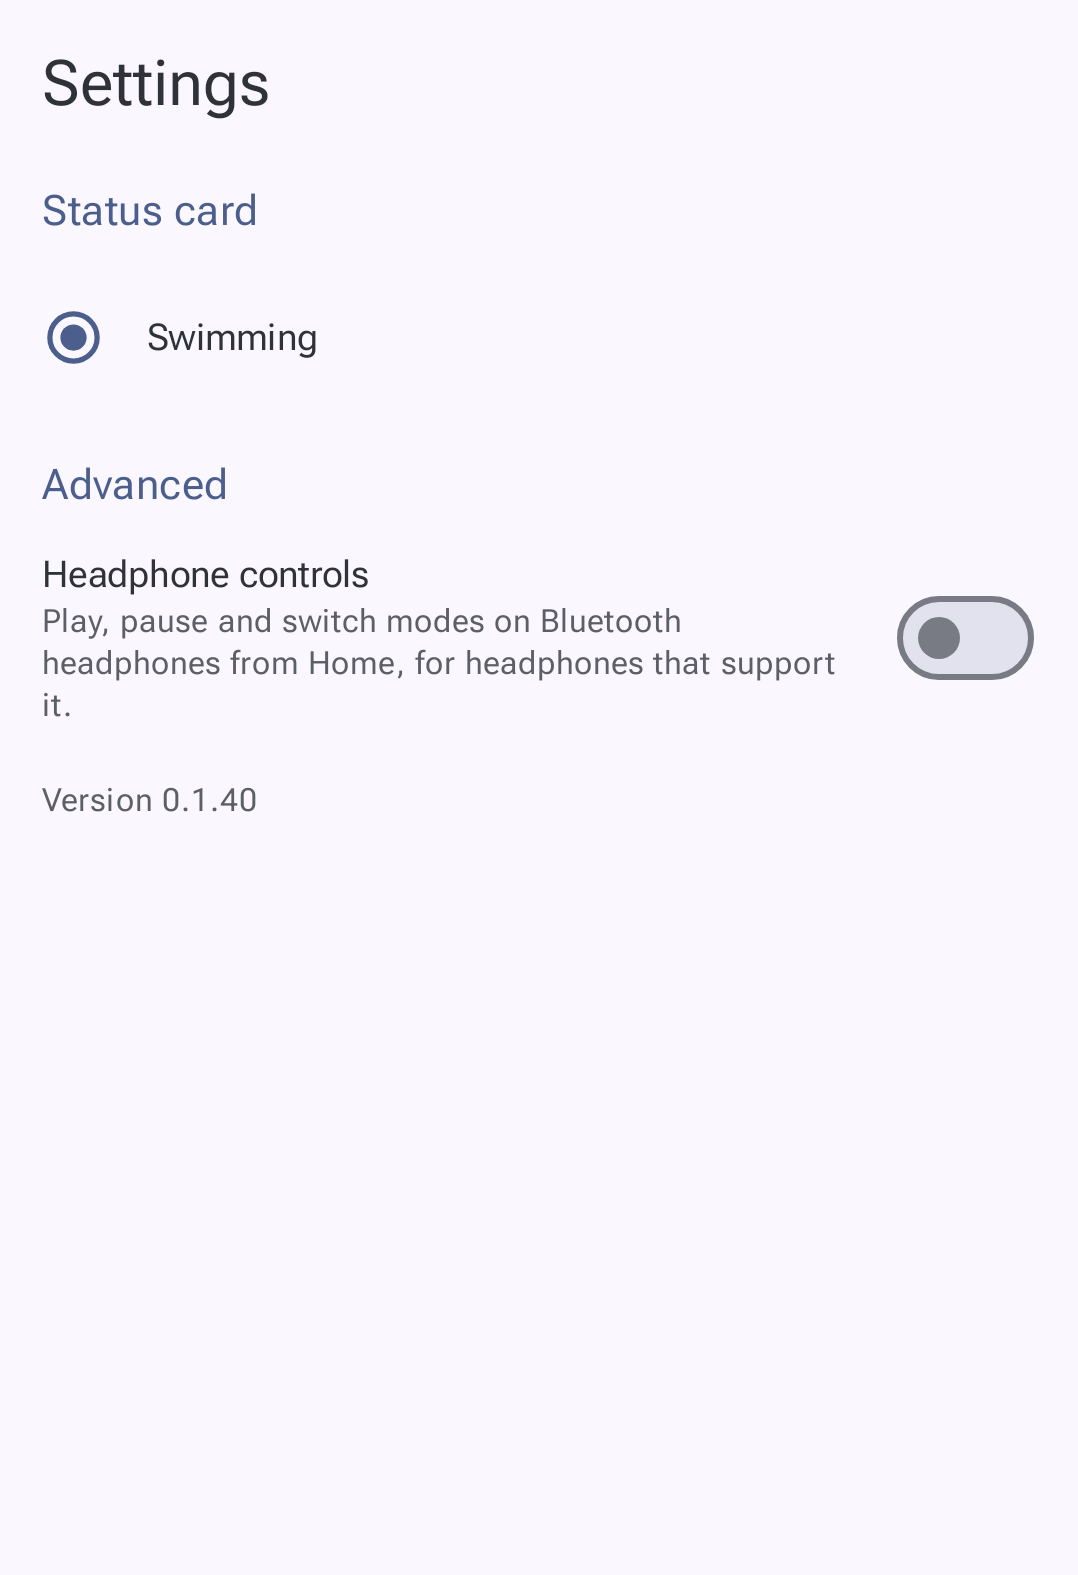 Settings
Status card
Swimming
Advanced
Headphone controls
Play, pause and switch modes on Bluetooth
headphones from Home, for headphones that support
it.
Version 0.1.40